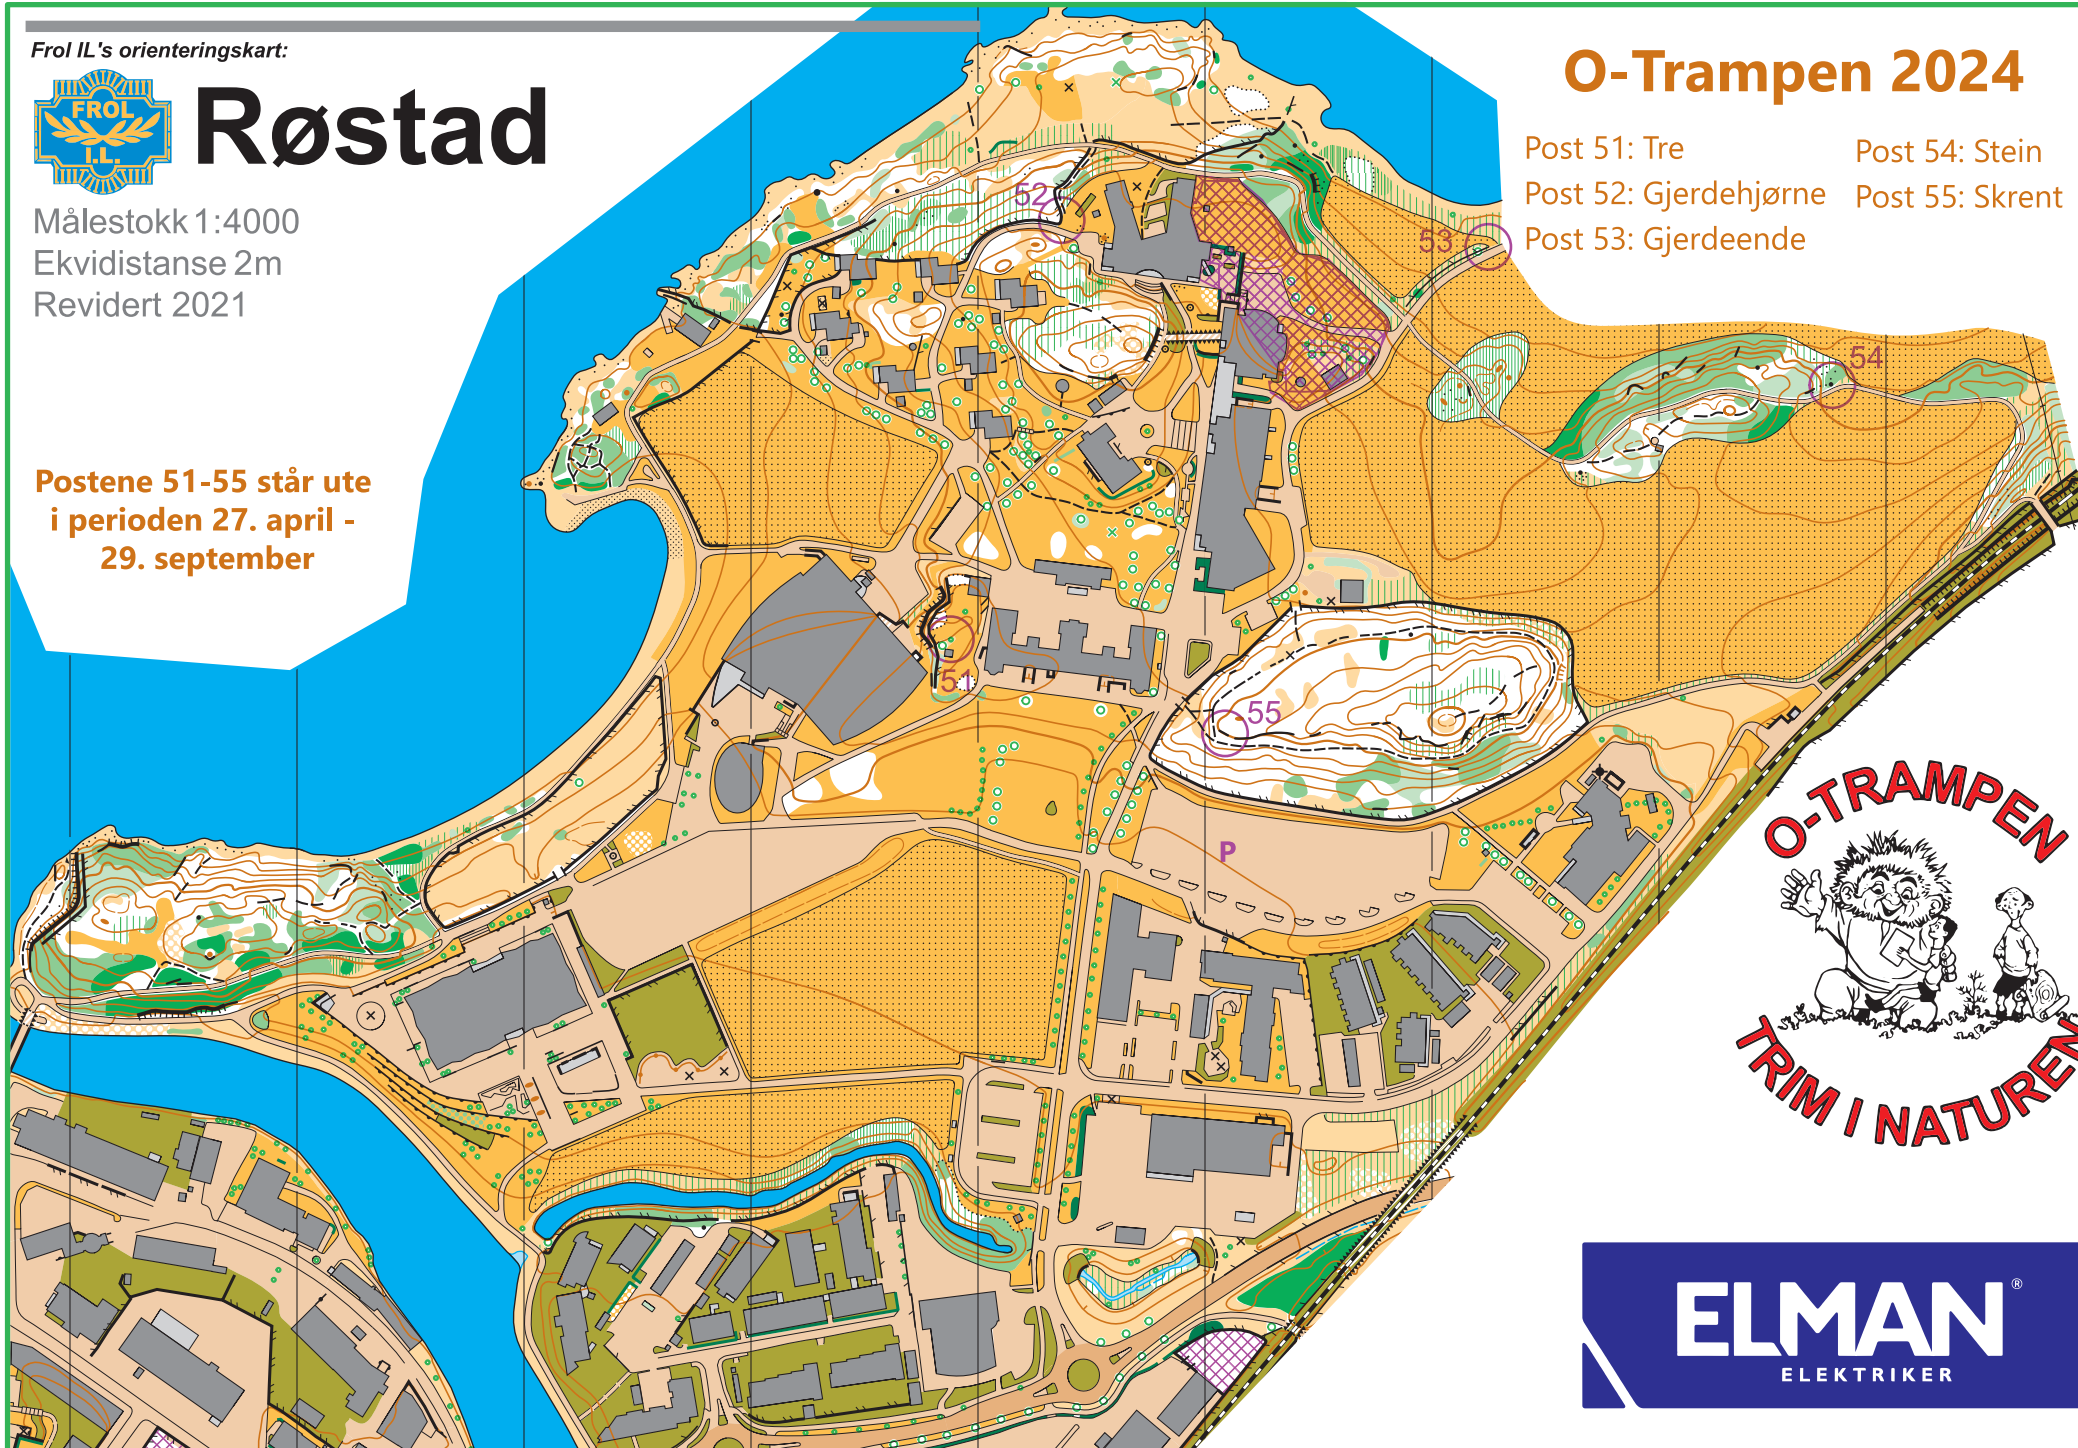 Frol IL's orienteringskart:
FROL
I.L.
Røstad
Målestokk 1:4000
Ekvidistanse 2m
Revidert 2021
Postene 51-55 står ute
i perioden 27. april -
29. september
O-Trampen 2024
Post 51: Tre
Post 52: Gjerdehjørne
Post 53: Gjerdeende
Post 54: Stein
Post 55: Skrent
52
53
54
51
55
P
O-TRAMPEN
TRIM I NATUREN
ELMAN®
ELEKTRIKER